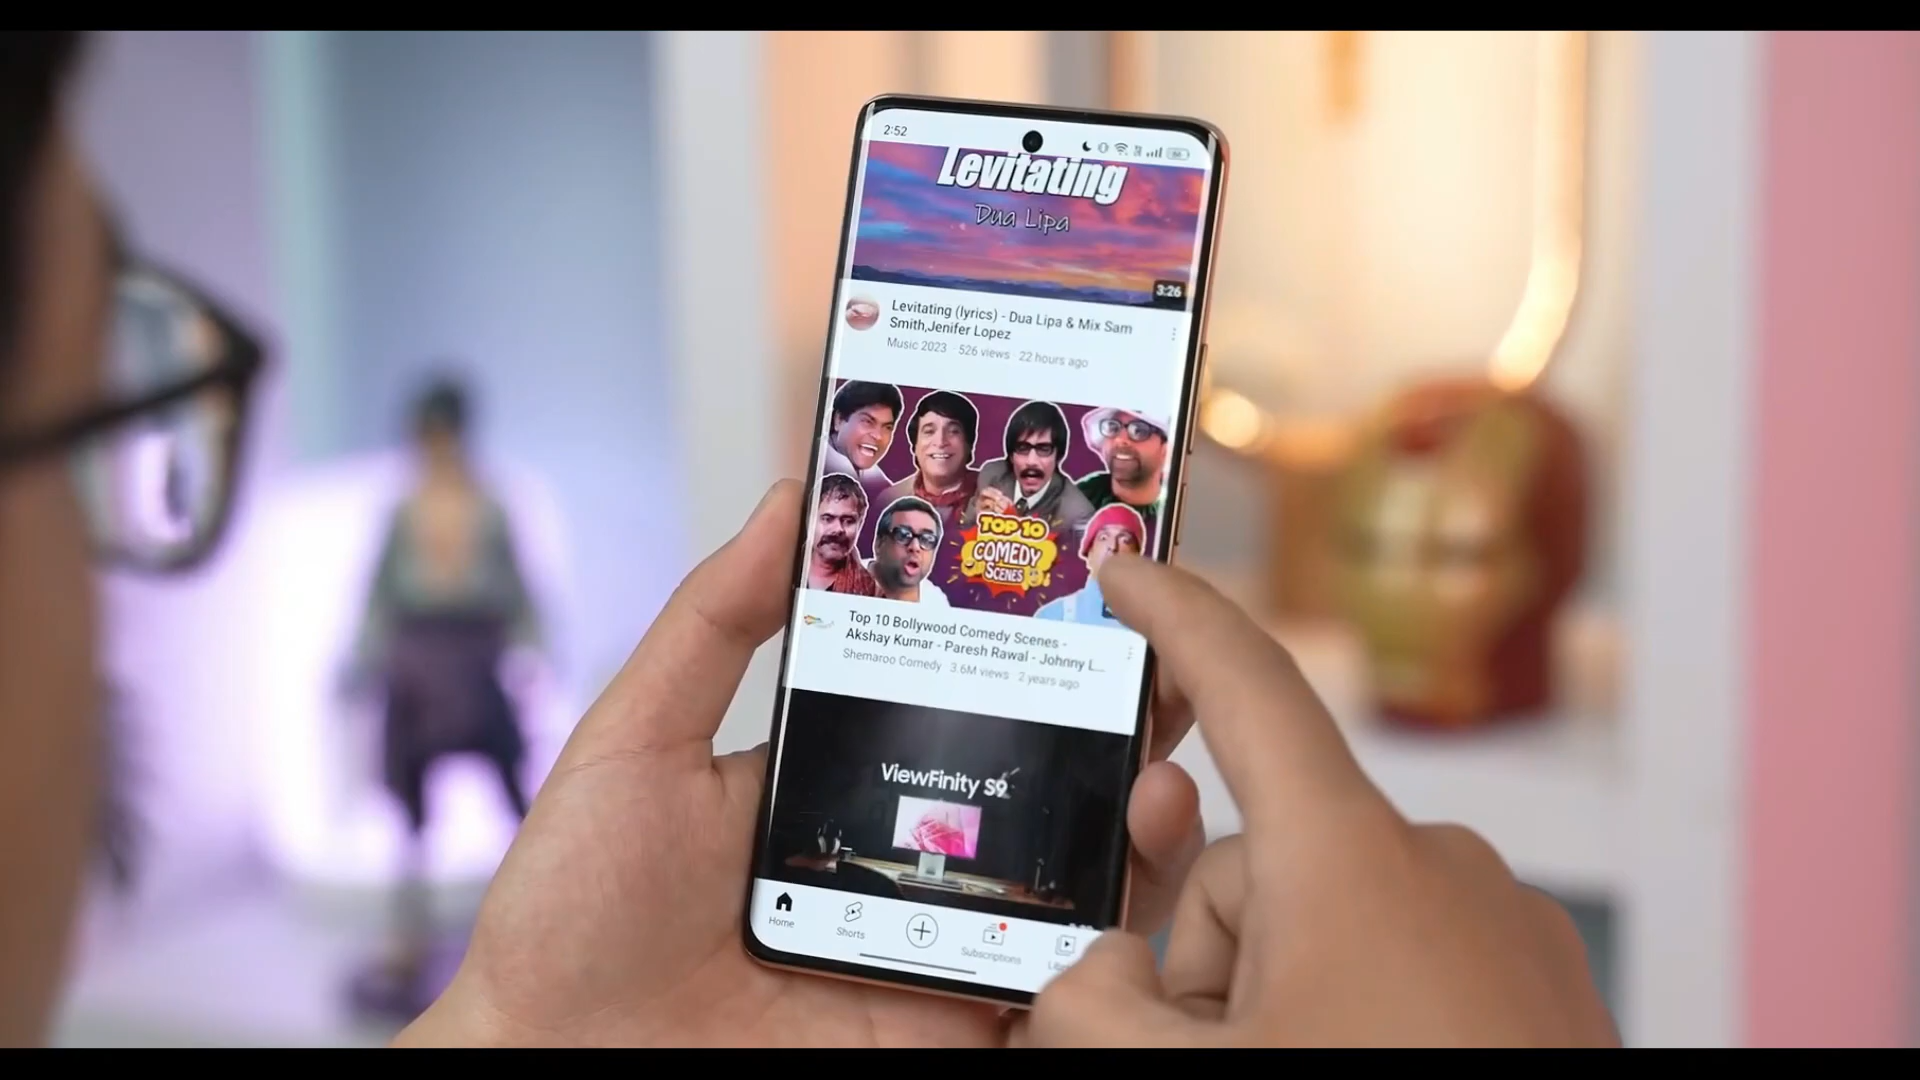 2:52
Levitating
Dua Lipa
3:26
Levitating (lyrics) - Dua Lipa & Mix Sam
Smith,Jenifer Lopez
Music 2023 · 526 views · 22 hours ago
TOP 10
COMEDY
SCENES
Top 10 Bollywood Comedy Scenes -
Akshay Kumar - Paresh Rawal - Johnny L...
Shemaroo Comedy · 3.6M views · 2 years ago
ViewFinity S9
Home
Shorts
Subscriptions